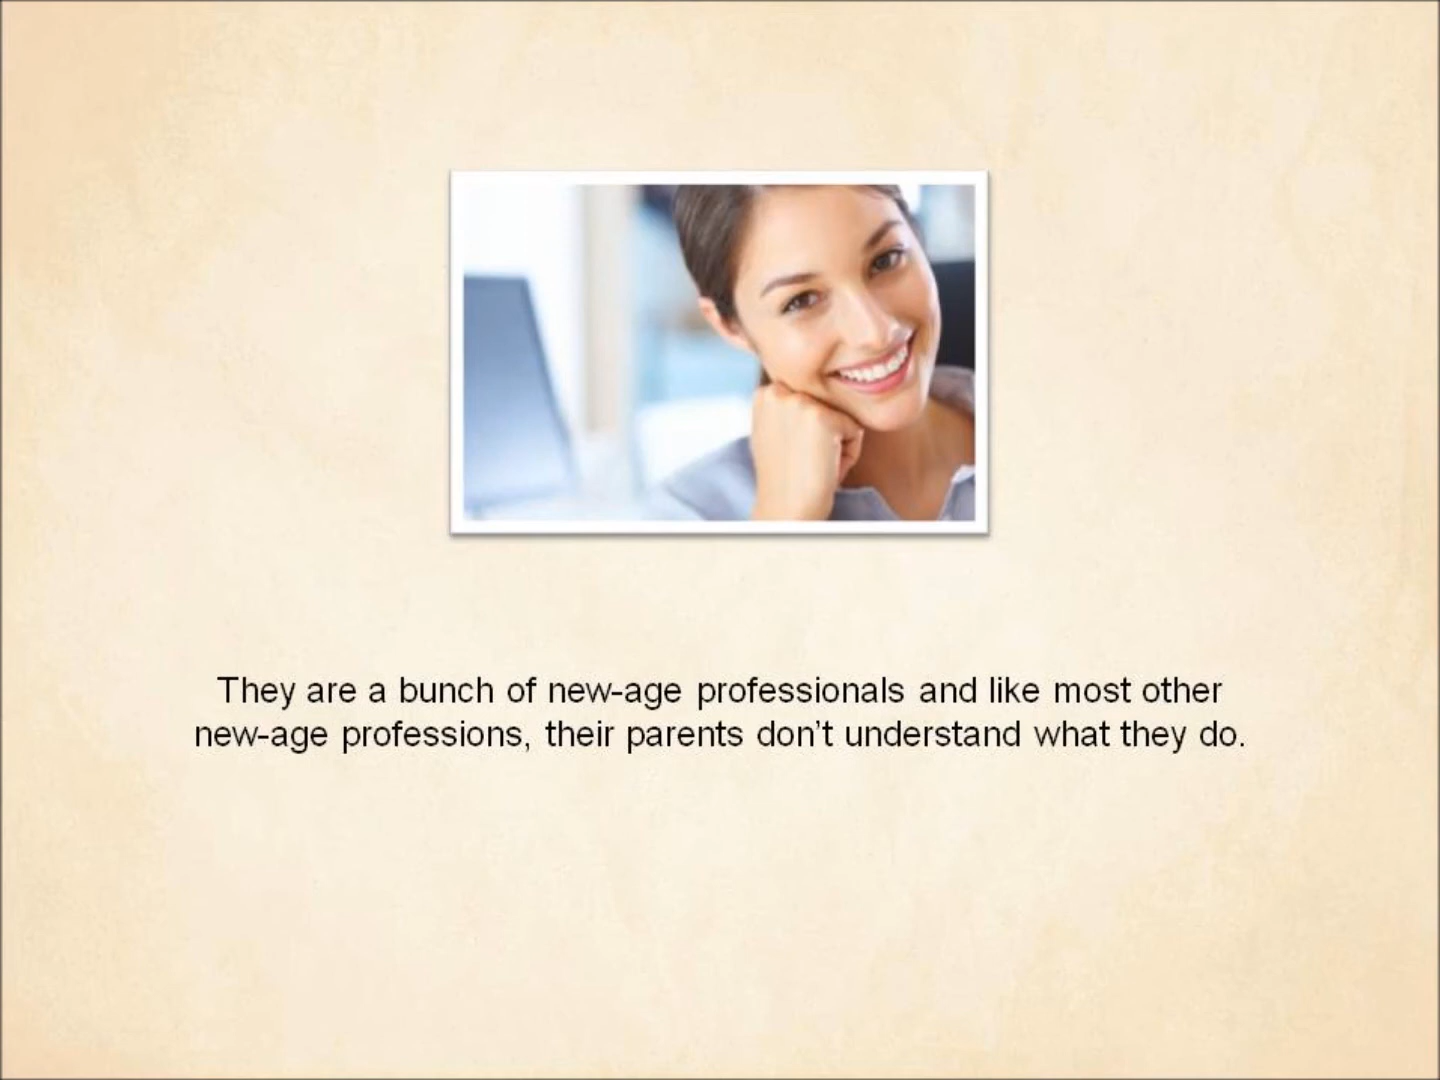 They are a bunch of new-age professionals and like most other
new-age professions, their parents don’t understand what they do.